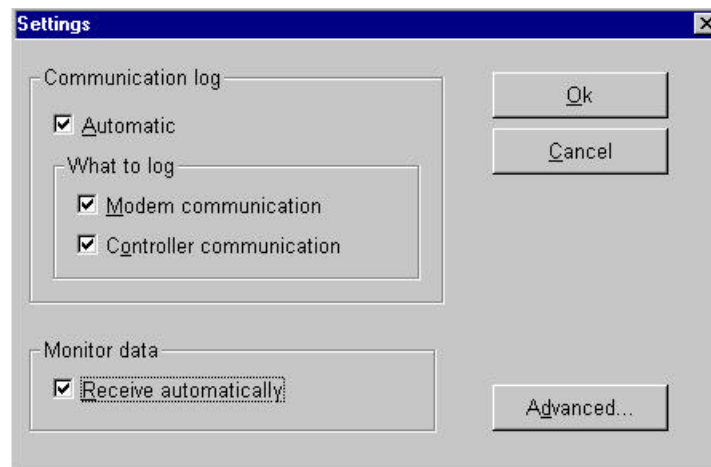 Settings
Communication log
Automatic
What to log
Modem communication
Controller communication
Monitor data
Receive automatically
Ok
Cancel
Advanced...